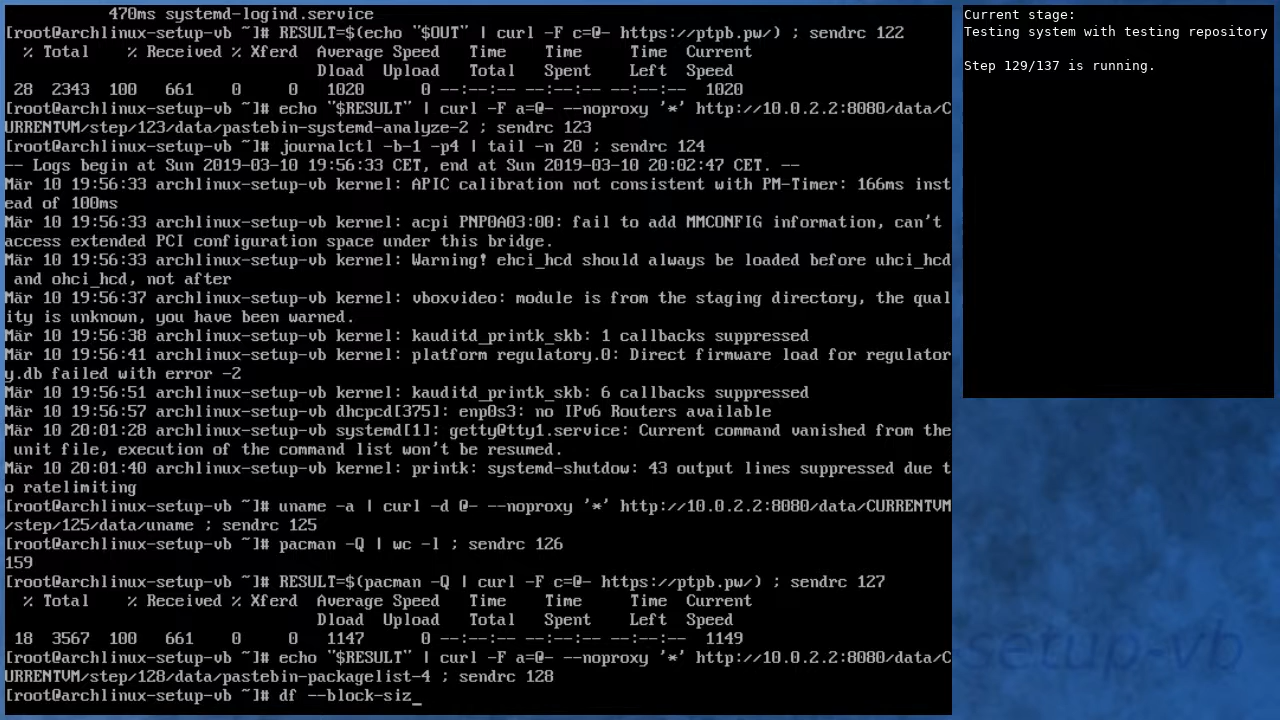 470ms systemd-logind.service
[root@archlinux-setup-vb ~]# RESULT=$(echo "$OUT" | curl -F c=@- https://ptpb.pw/) ; sendrc 122
  % Total    % Received % Xferd  Average Speed   Time    Time     Time  Current
                                 Dload  Upload   Total   Spent    Left  Speed
 28  2343  100   661    0     0   1020      0 --:--:-- --:--:-- --:--:--  1020
[root@archlinux-setup-vb ~]# echo "$RESULT" | curl -F a=@- --noproxy '*' http://10.0.2.2:8080/data/C
URRENTVM/step/123/data/pastebin-systemd-analyze-2 ; sendrc 123
[root@archlinux-setup-vb ~]# journalctl -b-1 -p4 | tail -n 20 ; sendrc 124
-- Logs begin at Sun 2019-03-10 19:56:33 CET, end at Sun 2019-03-10 20:02:47 CET. --
Mär 10 19:56:33 archlinux-setup-vb kernel: APIC calibration not consistent with PM-Timer: 166ms inst
ead of 100ms
Mär 10 19:56:33 archlinux-setup-vb kernel: acpi PNP0A03:00: fail to add MMCONFIG information, can't
access extended PCI configuration space under this bridge.
Mär 10 19:56:33 archlinux-setup-vb kernel: Warning! ehci_hcd should always be loaded before uhci_hcd
 and ohci_hcd, not after
Mär 10 19:56:37 archlinux-setup-vb kernel: vboxvideo: module is from the staging directory, the qual
ity is unknown, you have been warned.
Mär 10 19:56:38 archlinux-setup-vb kernel: kauditd_printk_skb: 1 callbacks suppressed
Mär 10 19:56:41 archlinux-setup-vb kernel: platform regulatory.0: Direct firmware load for regulator
y.db failed with error -2
Mär 10 19:56:51 archlinux-setup-vb kernel: kauditd_printk_skb: 6 callbacks suppressed
Mär 10 19:56:57 archlinux-setup-vb dhcpcd[375]: enp0s3: no IPv6 Routers available
Mär 10 20:01:28 archlinux-setup-vb systemd[1]: getty@tty1.service: Current command vanished from the
 unit file, execution of the command list won't be resumed.
Mär 10 20:01:40 archlinux-setup-vb kernel: printk: systemd-shutdow: 43 output lines suppressed due t
o ratelimiting
[root@archlinux-setup-vb ~]# uname -a | curl -d @- --noproxy '*' http://10.0.2.2:8080/data/CURRENTVM
/step/125/data/uname ; sendrc 125
[root@archlinux-setup-vb ~]# pacman -Q | wc -l ; sendrc 126
159
[root@archlinux-setup-vb ~]# RESULT=$(pacman -Q | curl -F c=@- https://ptpb.pw/) ; sendrc 127
  % Total    % Received % Xferd  Average Speed   Time    Time     Time  Current
                                 Dload  Upload   Total   Spent    Left  Speed
 18  3567  100   661    0     0   1147      0 --:--:-- --:--:-- --:--:--  1149
[root@archlinux-setup-vb ~]# echo "$RESULT" | curl -F a=@- --noproxy '*' http://10.0.2.2:8080/data/C
URRENTVM/step/128/data/pastebin-packagelist-4 ; sendrc 128
[root@archlinux-setup-vb ~]# df --block-siz_
Current stage:
Testing system with testing repository
Step 129/137 is running.
setup-vb